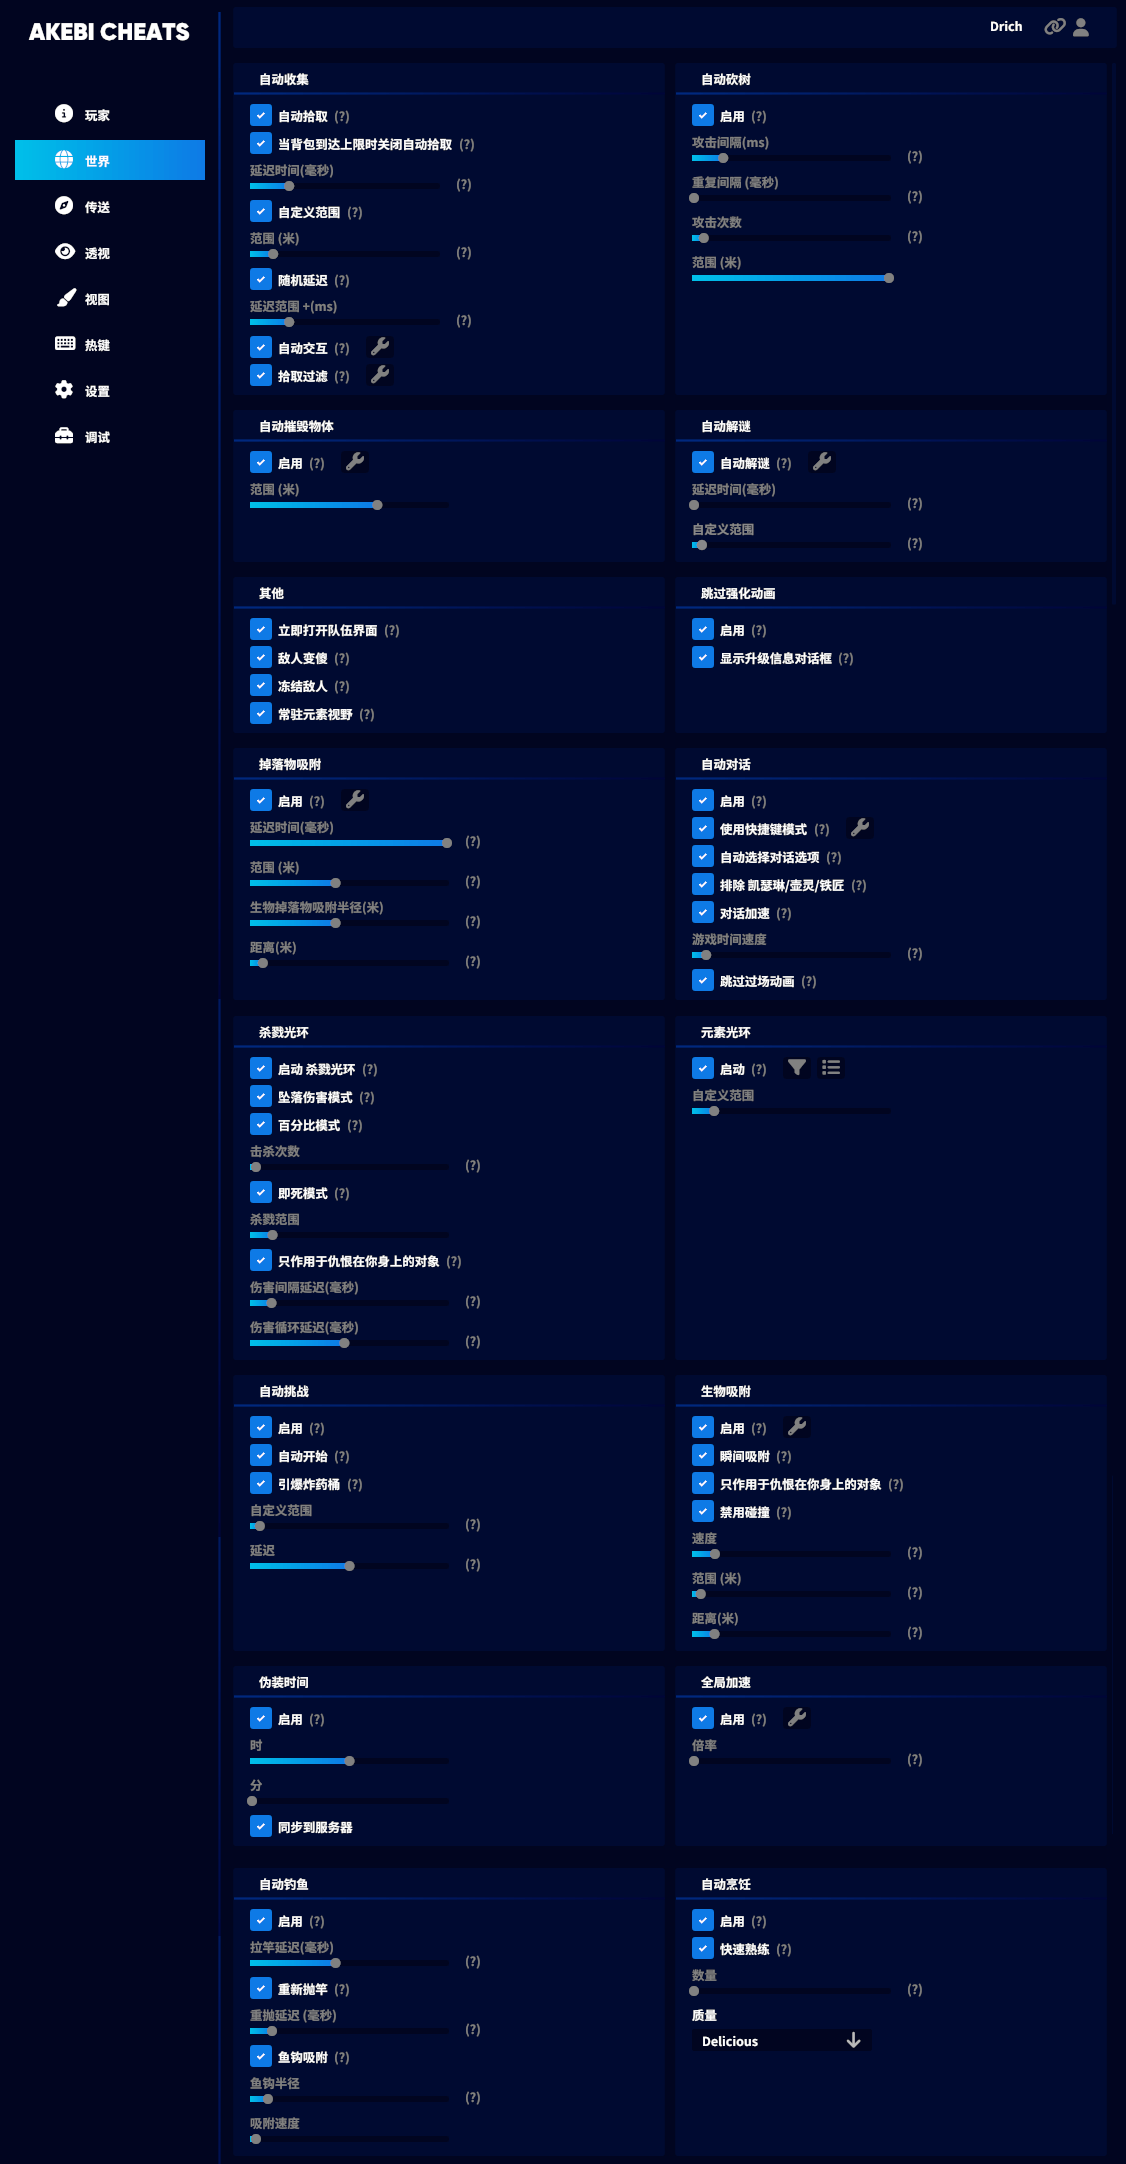 AKEBI CHEATS
Drich
玩家
世界
传送
透视
视图
热键
设置
调试
自动收集
自动拾取 (?)
当背包到达上限时关闭自动拾取 (?)
延迟时间(毫秒)
(?)
自定义范围 (?)
范围 (米)
(?)
随机延迟 (?)
延迟范围 +(ms)
(?)
自动交互 (?)
拾取过滤 (?)
自动砍树
启用 (?)
攻击间隔(ms)
(?)
重复间隔 (毫秒)
(?)
攻击次数
(?)
范围 (米)
自动摧毁物体
启用 (?)
范围 (米)
自动解谜
自动解谜 (?)
延迟时间(毫秒)
(?)
自定义范围
(?)
其他
立即打开队伍界面 (?)
敌人变傻 (?)
冻结敌人 (?)
常驻元素视野 (?)
跳过强化动画
启用 (?)
显示升级信息对话框 (?)
掉落物吸附
启用 (?)
延迟时间(毫秒)
(?)
范围 (米)
(?)
生物掉落物吸附半径(米)
(?)
距离(米)
(?)
自动对话
启用 (?)
使用快捷键模式 (?)
自动选择对话选项 (?)
排除 凯瑟琳/壶灵/铁匠 (?)
对话加速 (?)
游戏时间速度
(?)
跳过过场动画 (?)
杀戮光环
启动 杀戮光环 (?)
坠落伤害模式 (?)
百分比模式 (?)
击杀次数
(?)
即死模式 (?)
杀戮范围
只作用于仇恨在你身上的对象 (?)
伤害间隔延迟(毫秒)
(?)
伤害循环延迟(毫秒)
(?)
元素光环
启动 (?)
自定义范围
自动挑战
启用 (?)
自动开始 (?)
引爆炸药桶 (?)
自定义范围
(?)
延迟
(?)
生物吸附
启用 (?)
瞬间吸附 (?)
只作用于仇恨在你身上的对象 (?)
禁用碰撞 (?)
速度
(?)
范围 (米)
(?)
距离(米)
(?)
伪装时间
启用 (?)
时
分
同步到服务器
全局加速
启用 (?)
倍率
(?)
自动钓鱼
启用 (?)
拉竿延迟(毫秒)
(?)
重新抛竿 (?)
重抛延迟 (毫秒)
(?)
鱼钩吸附 (?)
鱼钩半径
(?)
吸附速度
自动烹饪
启用 (?)
快速熟练 (?)
数量
(?)
质量
Delicious